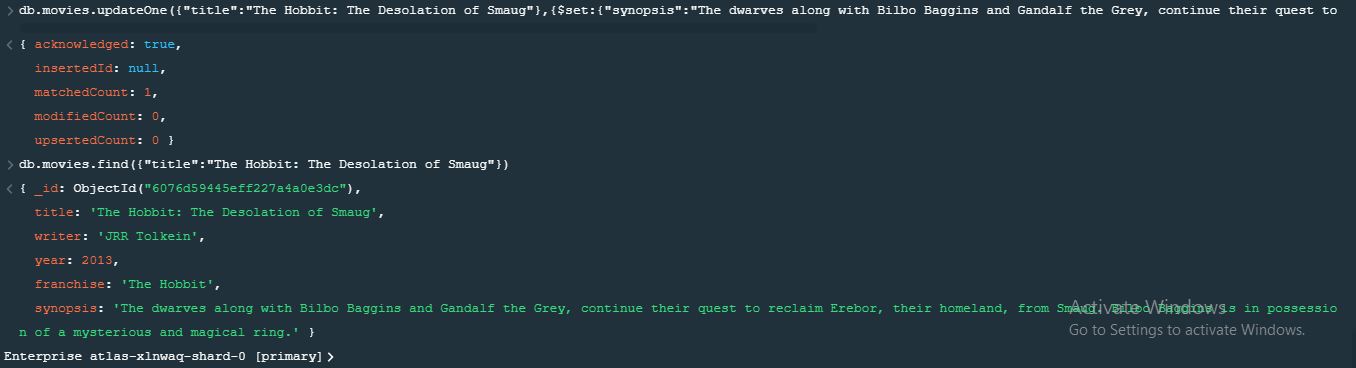 > db.movies.updateOne({"title":"The Hobbit: The Desolation of Smaug"},{$set:{"synopsis":"The dwarves along with Bilbo Baggins and Gandalf the Grey, continue their quest to
< { acknowledged: true,
insertedId: null,
matchedCount: 1,
modifiedCount: 0,
upsertedCount: 0 }
> db.movies.find({"title":"The Hobbit: The Desolation of Smaug"})
< { _id: ObjectId("6076d59445eff227a4a0e3dc"),
title: 'The Hobbit: The Desolation of Smaug',
writer: 'JRR Tolkein',
year: 2013,
franchise: 'The Hobbit',
synopsis: 'The dwarves along with Bilbo Baggins and Gandalf the Grey, continue their quest to reclaim Erebor, their homeland, from Smaug. Bilbo Baggins is in possessio
n of a mysterious and magical ring.' }
Activate Windows
Go to Settings to activate Windows.
Enterprise atlas-xlnwaq-shard-0 [primary] >